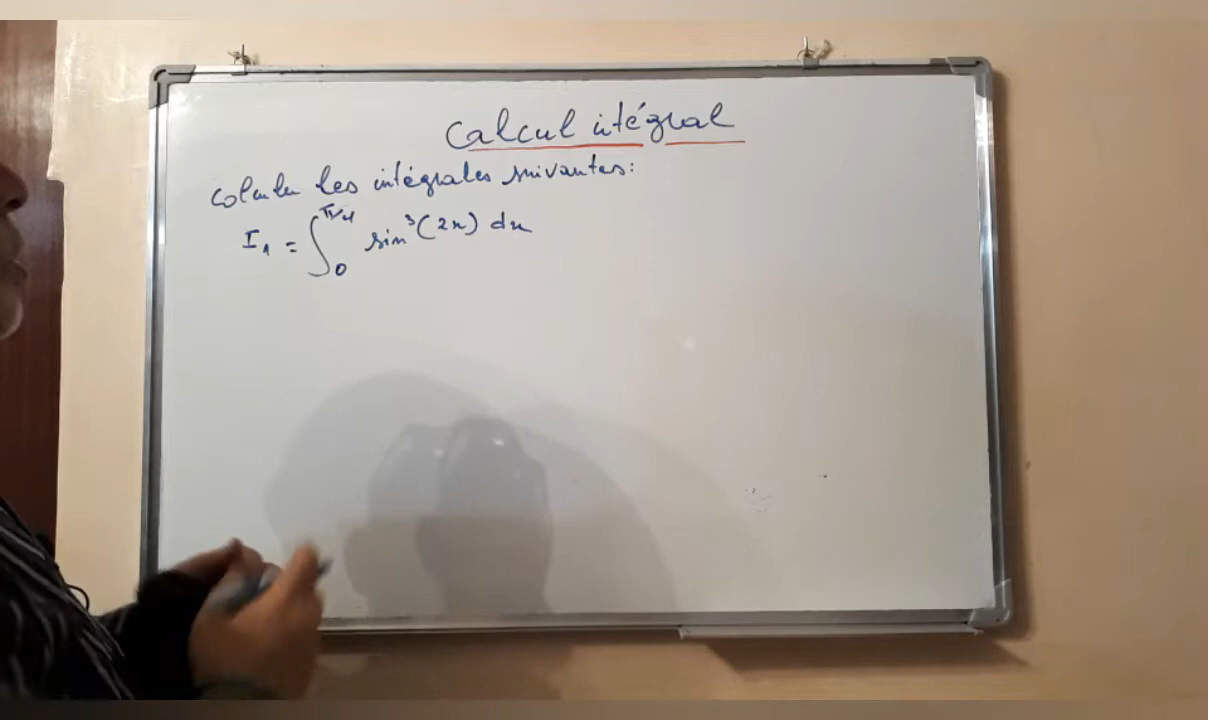 Calcul intégral
Calculer les intégrales suivantes:
I₁ = ∫₀^{π/4} sin³(2x) dx